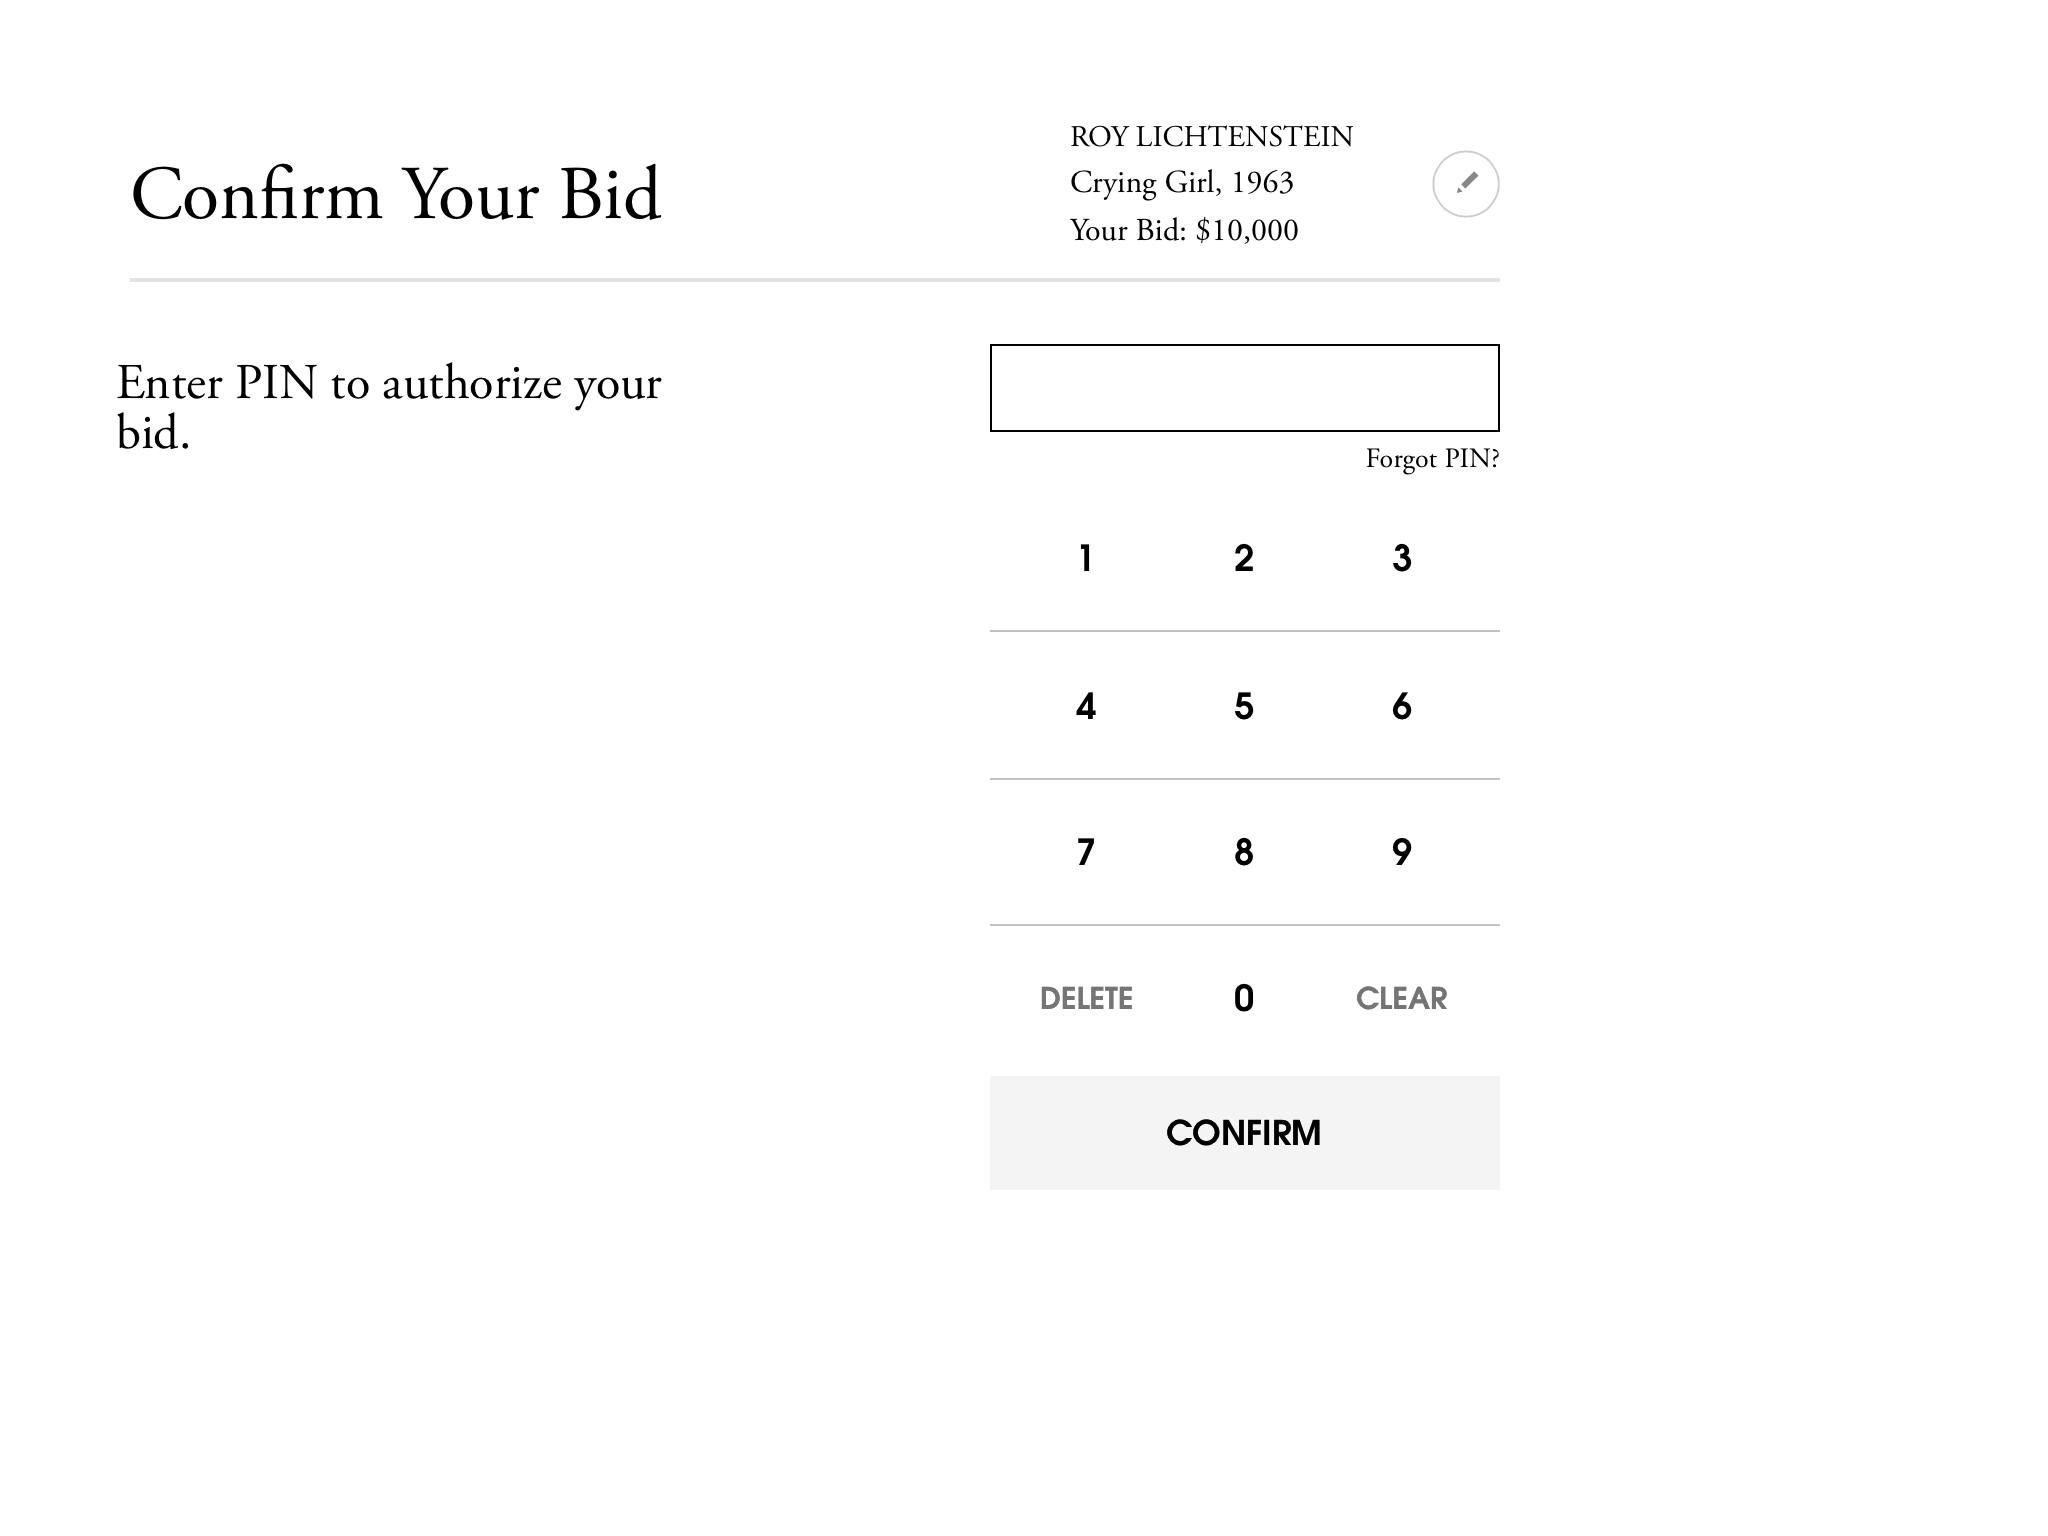 Confirm Your Bid
ROY LICHTENSTEIN
Crying Girl, 1963
Your Bid: $10,000
Enter PIN to authorize your
bid.
Forgot PIN?
1 2 3
4 5 6
7 8 9
DELETE 0 CLEAR
CONFIRM